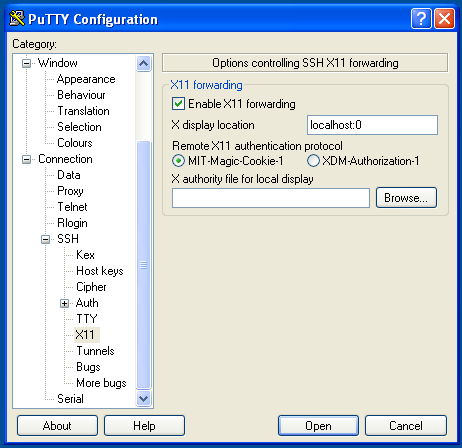 PuTTY Configuration
Category:
Window
Appearance
Behaviour
Translation
Selection
Colours
Connection
Data
Proxy
Telnet
Rlogin
SSH
Kex
Host keys
Cipher
Auth
TTY
X11
Tunnels
Bugs
More bugs
Serial
Options controlling SSH X11 forwarding
X11 forwarding
Enable X11 forwarding
X display location localhost:0
Remote X11 authentication protocol
MIT-Magic-Cookie-1 XDM-Authorization-1
X authority file for local display
Browse...
About Help Open Cancel